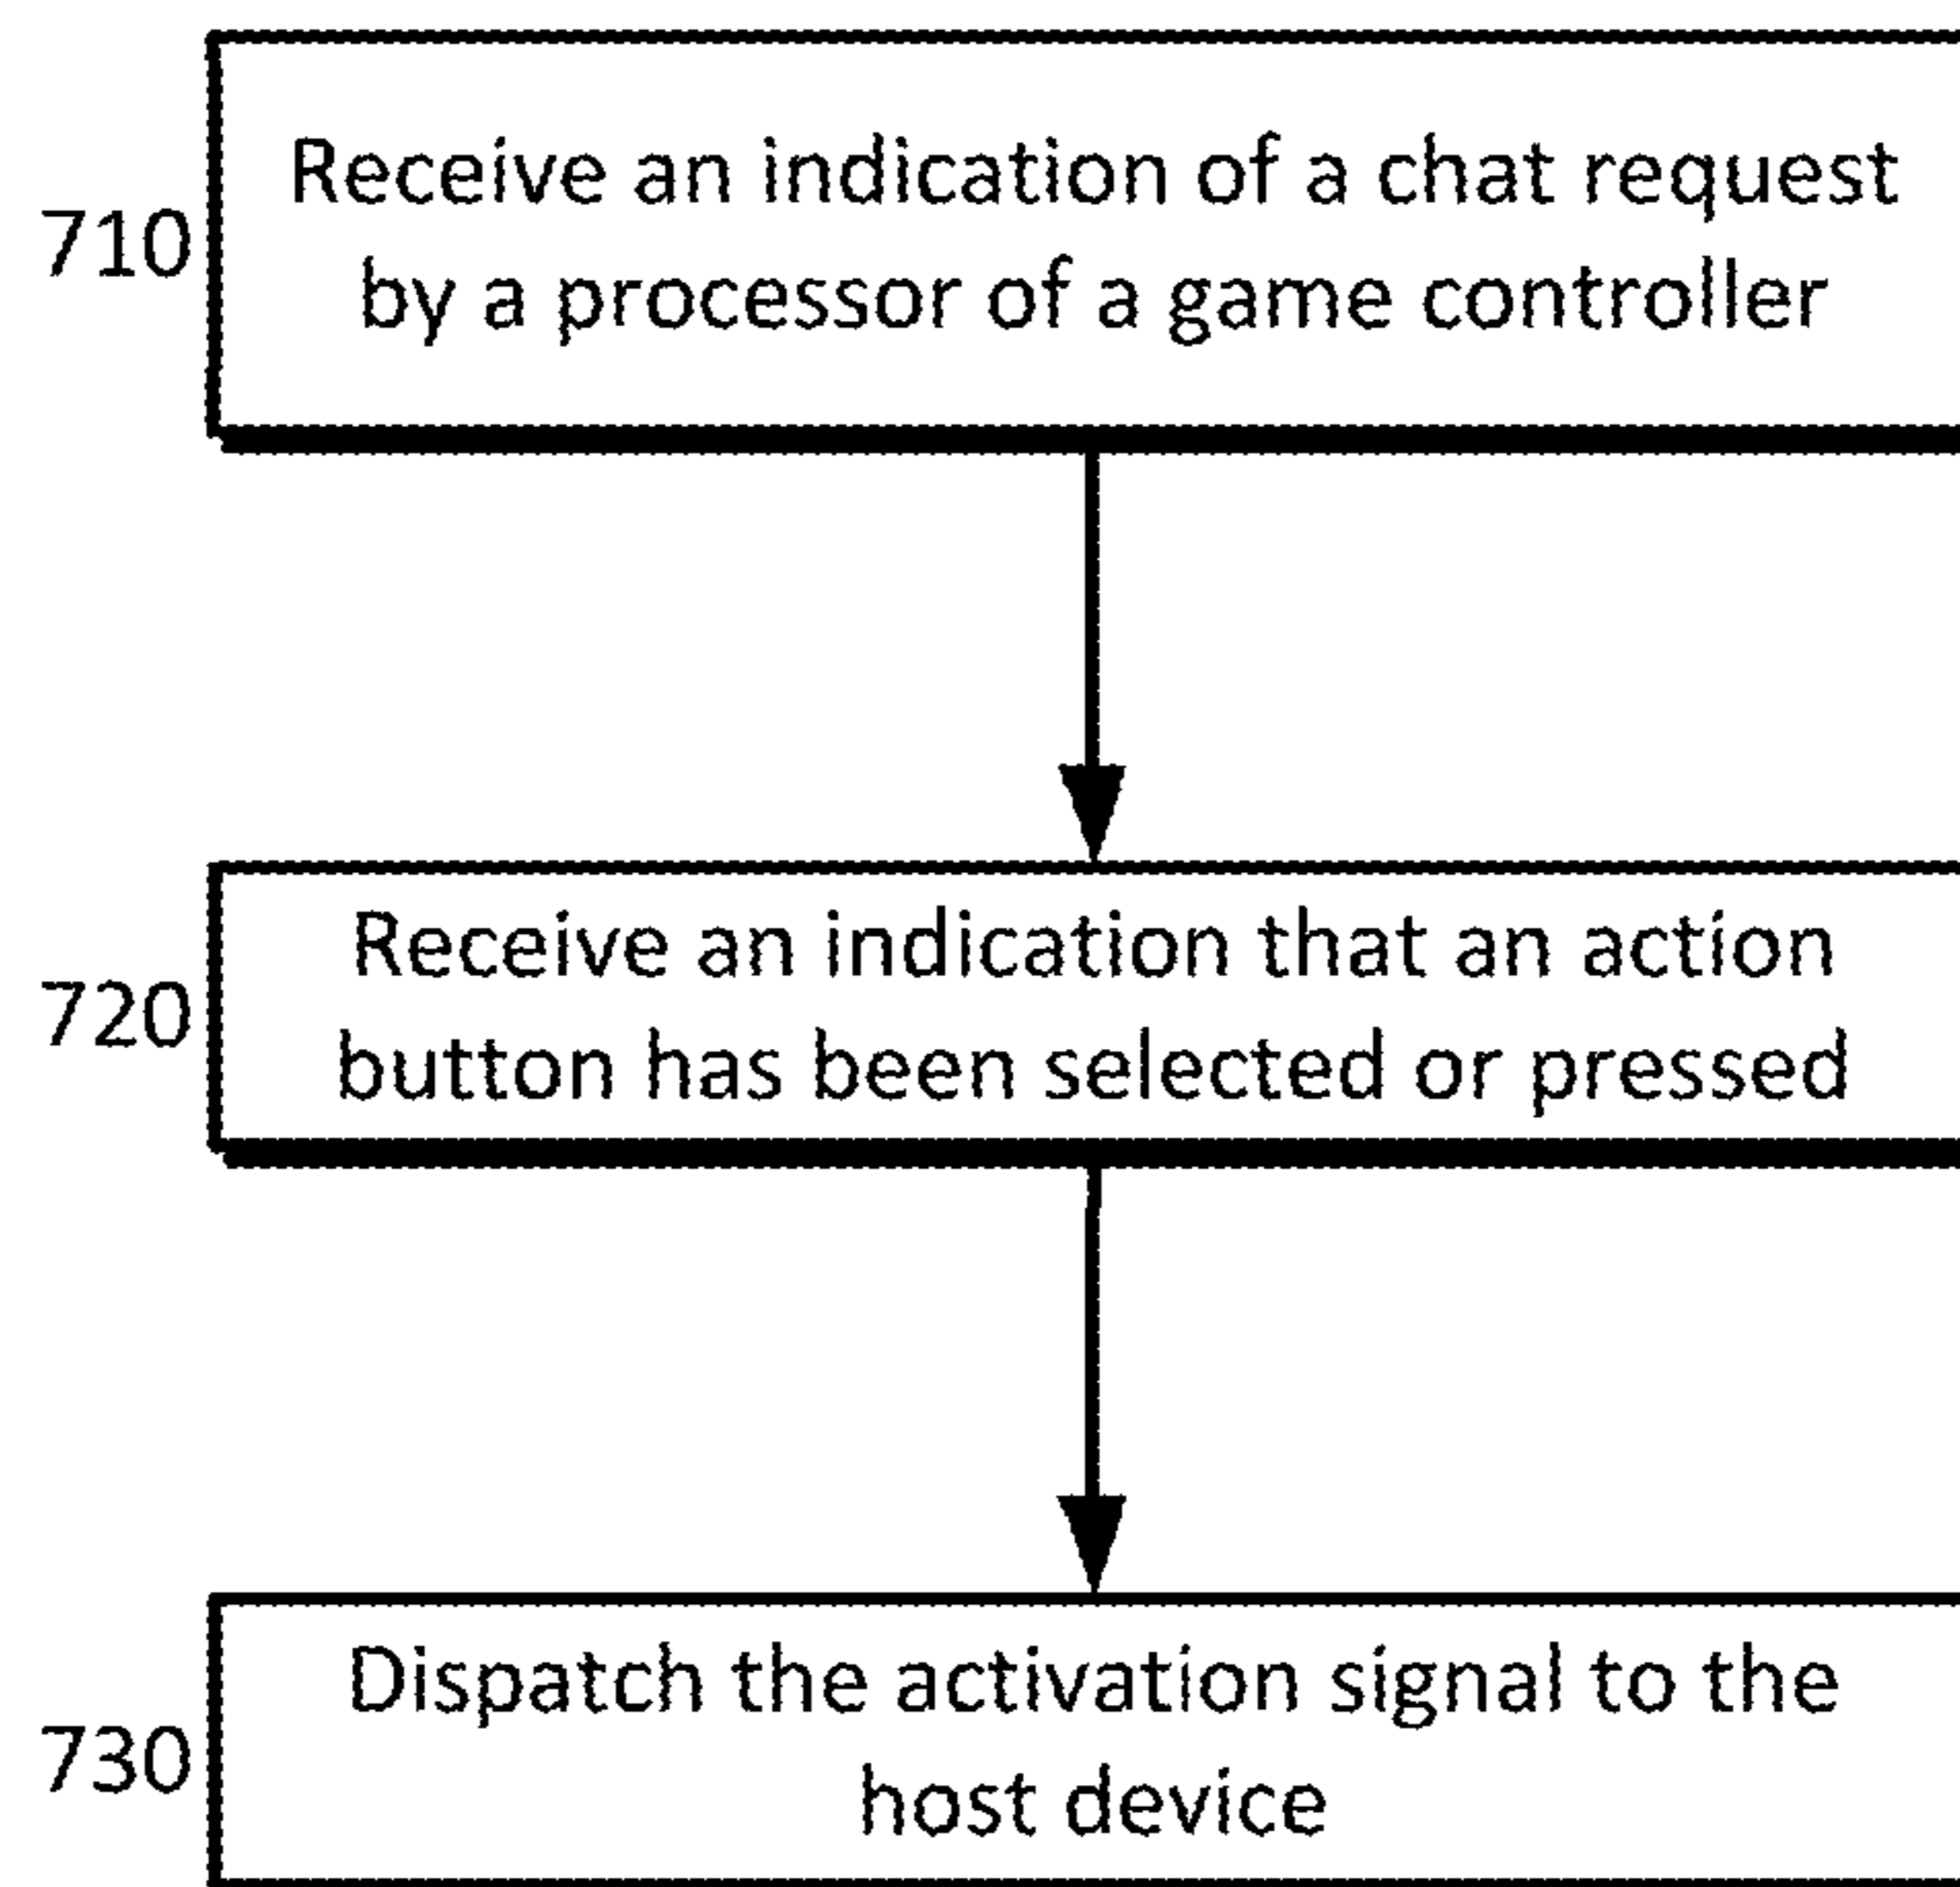 Receive an indication of a chat request
710
by a processor of a game controller
Receive an indication that an action
720
button has been selected or pressed
Dispatch the activation signal to the
730
host device